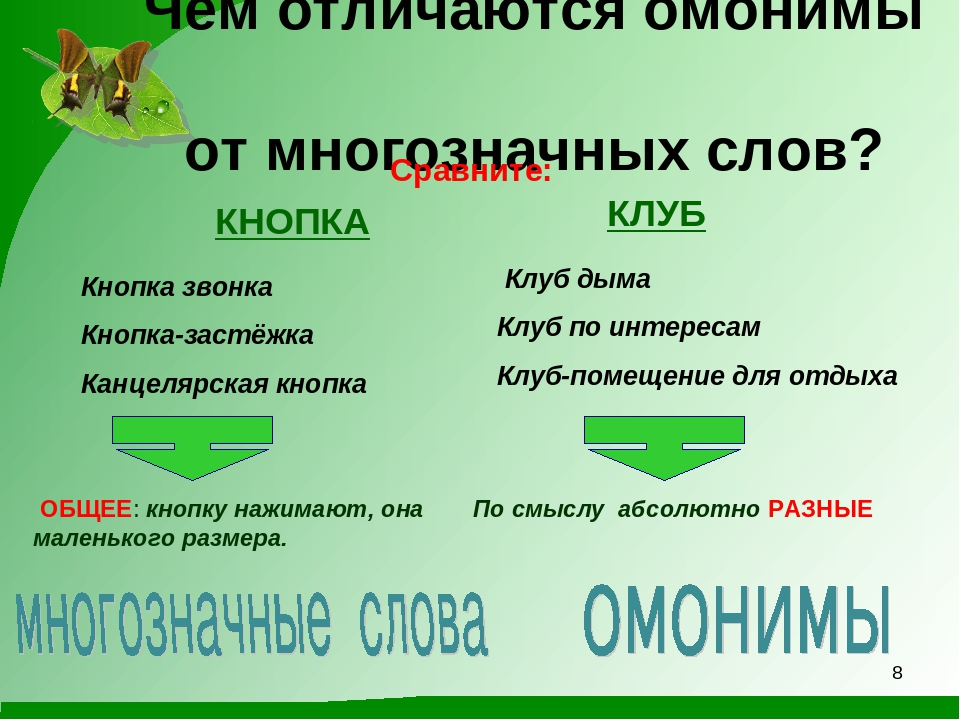 Чем отличаются омонимы
от многозначных слов?
Сравните:
КНОПКА
Кнопка звонка
Кнопка-застёжка
Канцелярская кнопка
ОБЩЕЕ: кнопку нажимают, она
маленького размера.
многозначные слова
КЛУБ
Клуб дыма
Клуб по интересам
Клуб-помещение для отдыха
По смыслу абсолютно РАЗНЫЕ
омонимы
8